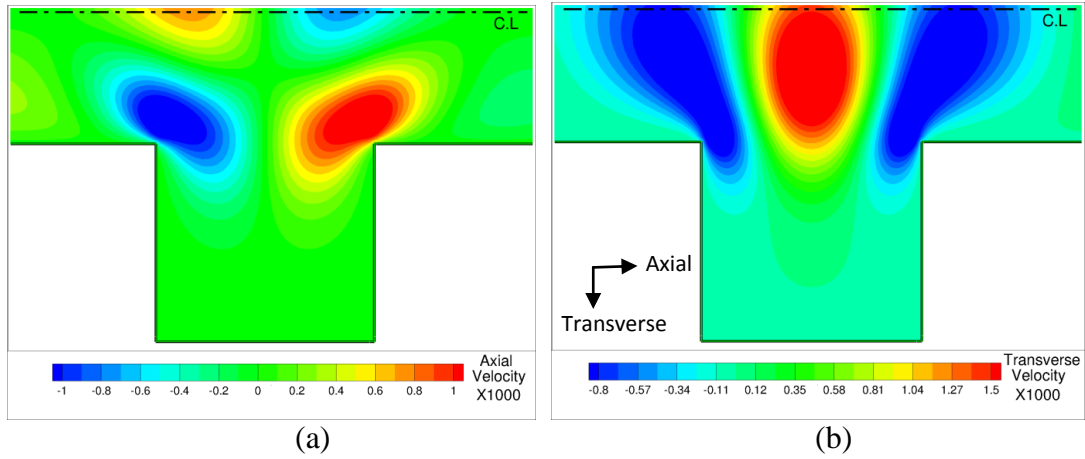 C.L
C.L
Axial
Transverse
Axial
Velocity
X1000
-1 -0.8 -0.6 -0.4 -0.2 0 0.2 0.4 0.6 0.8 1
Transverse
Velocity
X1000
-0.8 -0.57 -0.34 -0.11 0.12 0.35 0.58 0.81 1.04 1.27 1.5
(a)
(b)